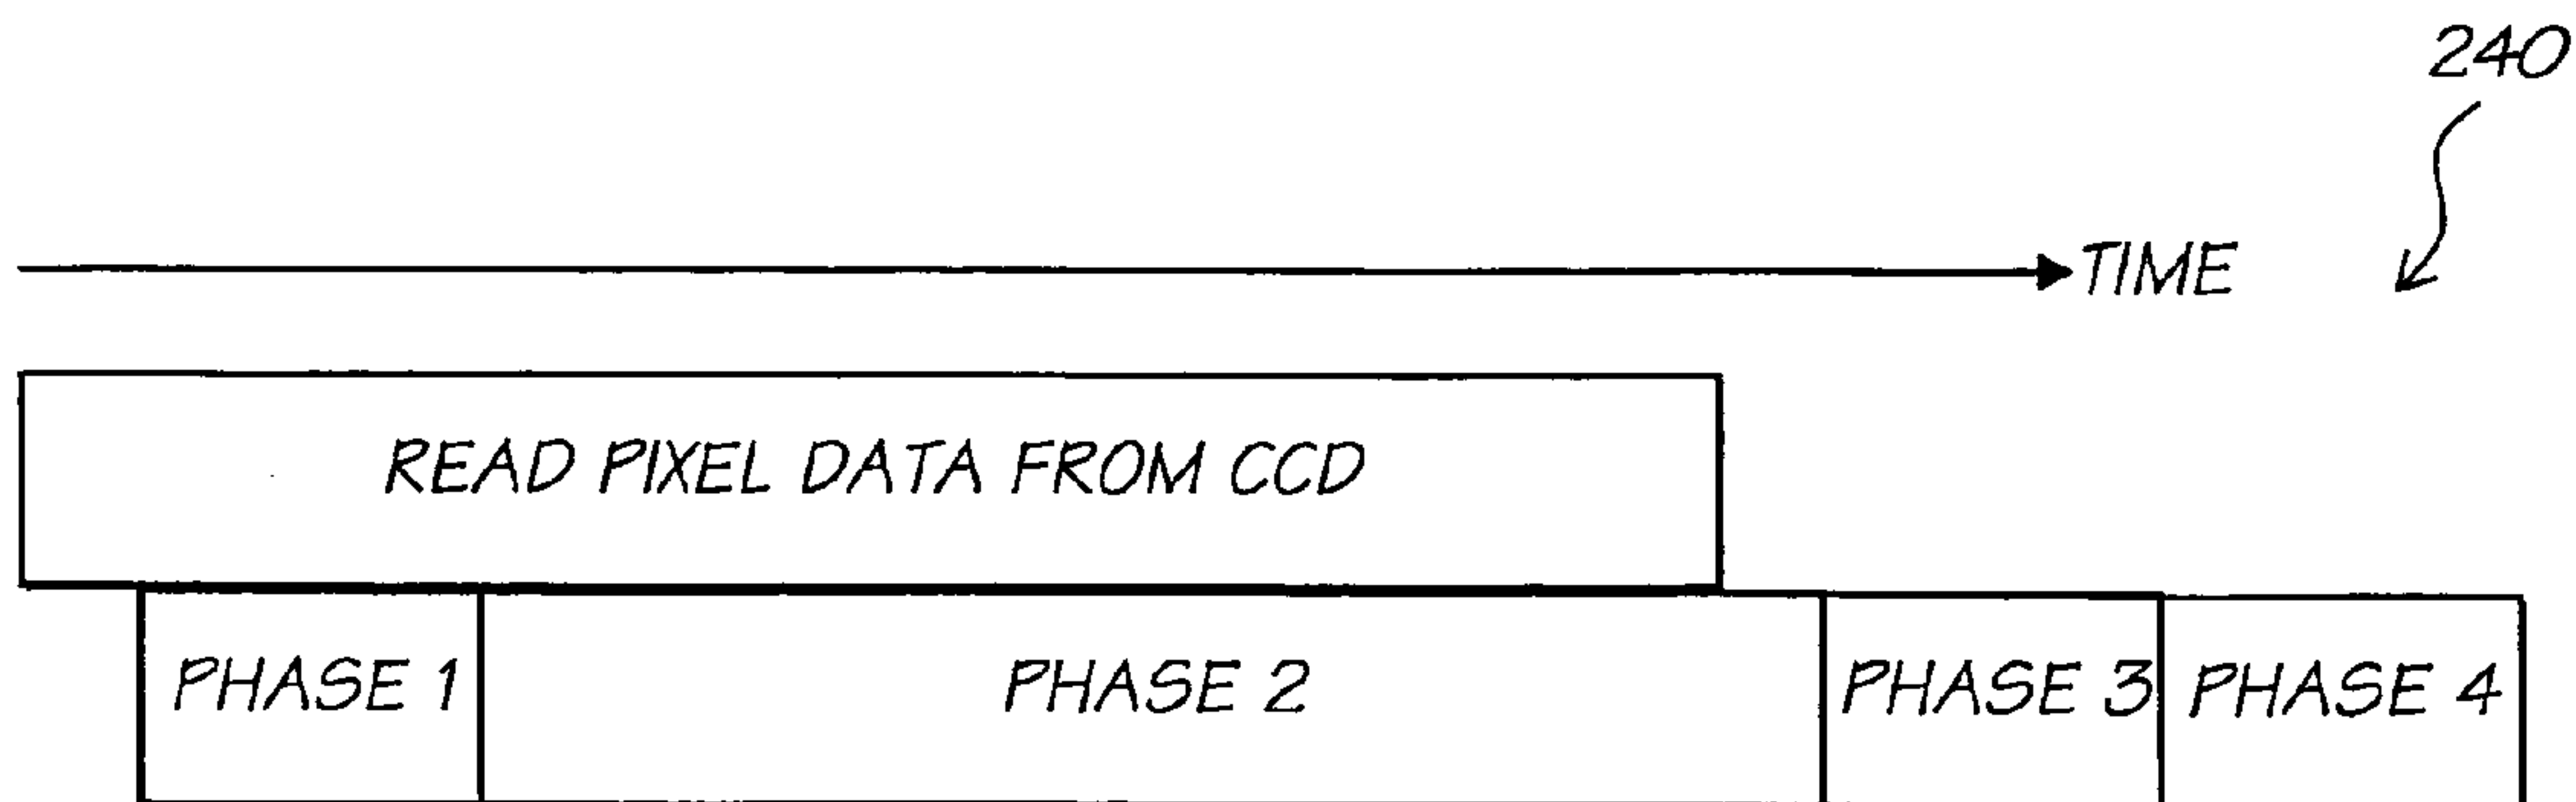 240
TIME
READ PIXEL DATA FROM CCD
PHASE 1 PHASE 2 PHASE 3 PHASE 4